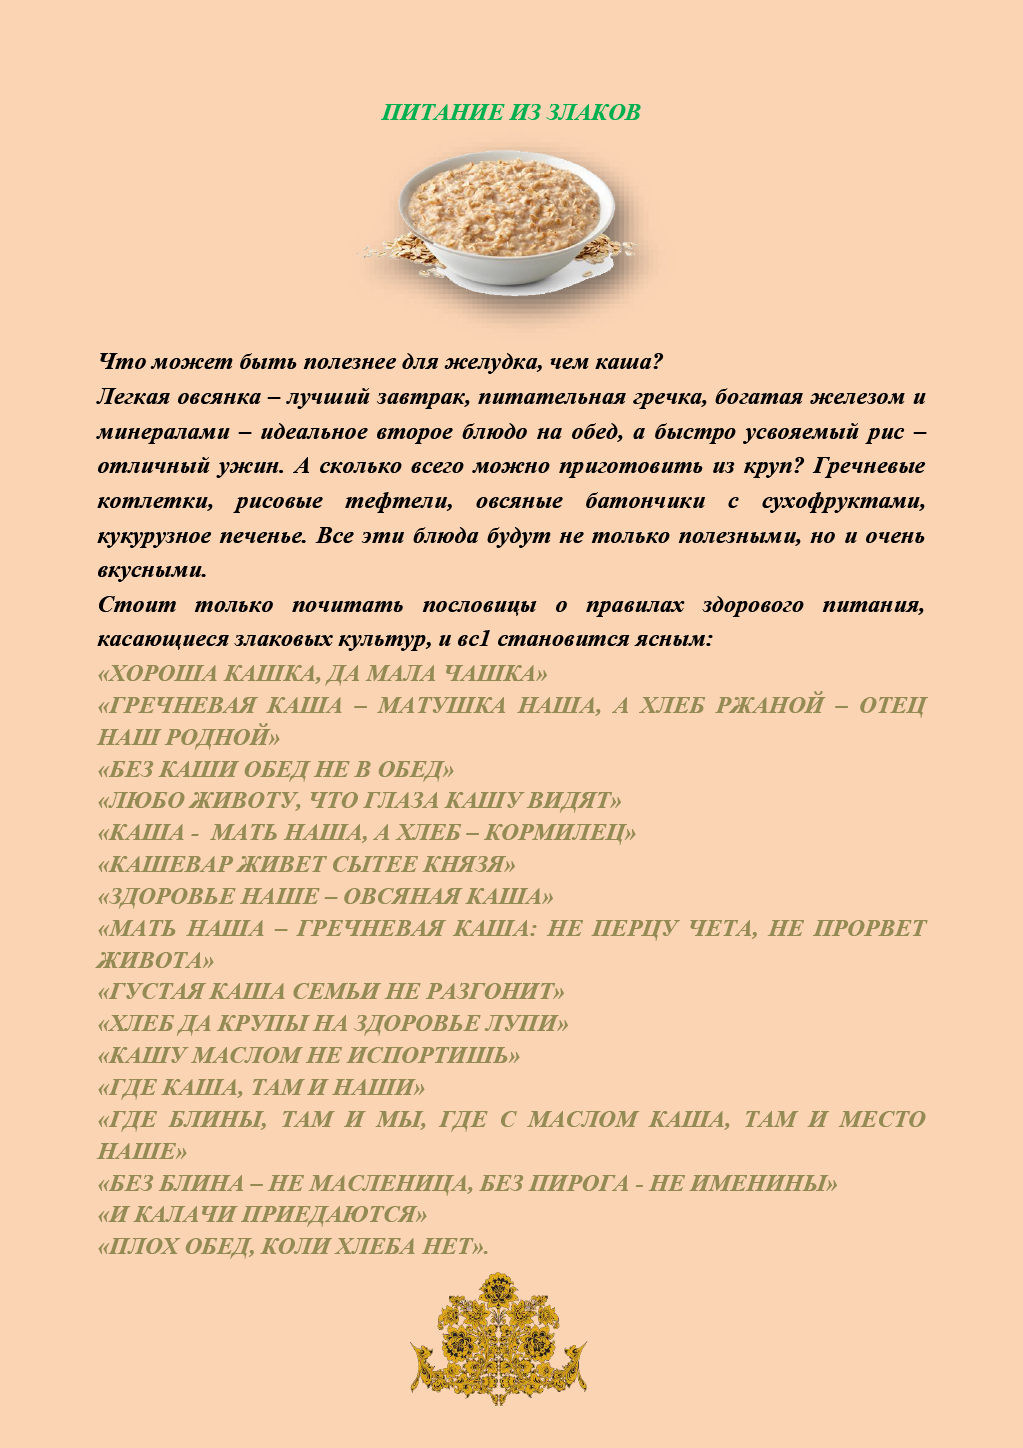 ПИТАНИЕ ИЗ ЗЛАКОВ
Что может быть полезнее для желудка, чем каша?
Легкая овсянка – лучший завтрак, питательная гречка, богатая железом и
минералами – идеальное второе блюдо на обед, а быстро усвояемый рис –
отличный ужин. А сколько всего можно приготовить из круп? Гречневые
котлетки, рисовые тефтели, овсяные батончики с сухофруктами,
кукурузное печенье. Все эти блюда будут не только полезными, но и очень
вкусными.
Стоит только почитать пословицы о правилах здорового питания,
касающиеся злаковых культур, и вс1 становится ясным:
«ХОРОША КАШКА, ДА МАЛА ЧАШКА»
«ГРЕЧНЕВАЯ КАША – МАТУШКА НАША, А ХЛЕБ РЖАНОЙ – ОТЕЦ
НАШ РОДНОЙ»
«БЕЗ КАШИ ОБЕД НЕ В ОБЕД»
«ЛЮБО ЖИВОТУ, ЧТО ГЛАЗА КАШУ ВИДЯТ»
«КАША - МАТЬ НАША, А ХЛЕБ – КОРМИЛЕЦ»
«КАШЕВАР ЖИВЕТ СЫТЕЕ КНЯЗЯ»
«ЗДОРОВЬЕ НАШЕ – ОВСЯНАЯ КАША»
«МАТЬ НАША – ГРЕЧНЕВАЯ КАША: НЕ ПЕРЦУ ЧЕТА, НЕ ПРОРВЕТ
ЖИВОТА»
«ГУСТАЯ КАША СЕМЬИ НЕ РАЗГОНИТ»
«ХЛЕБ ДА КРУПЫ НА ЗДОРОВЬЕ ЛУПИ»
«КАШУ МАСЛОМ НЕ ИСПОРТИШЬ»
«ГДЕ КАША, ТАМ И НАШИ»
«ГДЕ БЛИНЫ, ТАМ И МЫ, ГДЕ С МАСЛОМ КАША, ТАМ И МЕСТО
НАШЕ»
«БЕЗ БЛИНА – НЕ МАСЛЕНИЦА, БЕЗ ПИРОГА - НЕ ИМЕНИНЫ»
«И КАЛАЧИ ПРИЕДАЮТСЯ»
«ПЛОХ ОБЕД, КОЛИ ХЛЕБА НЕТ».